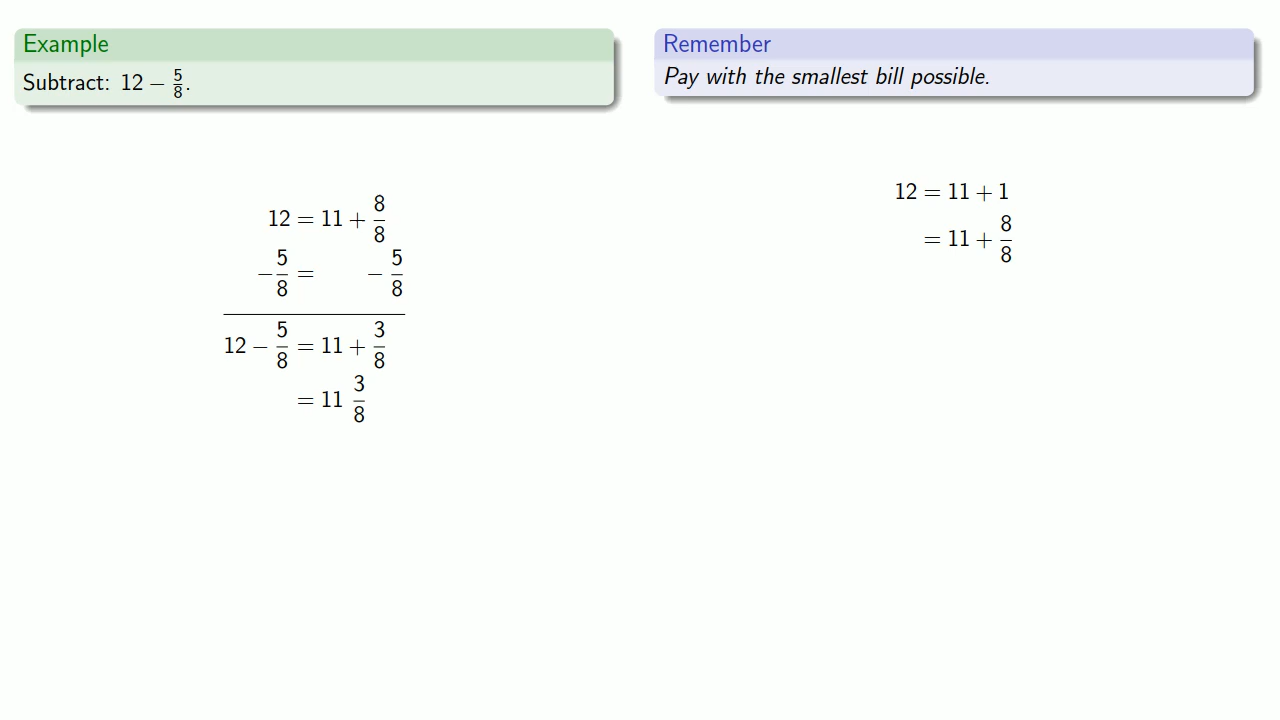 Example
Subtract: 12 − 5/8.
12 = 11 + 8/8
−5/8 = − 5/8
12 − 5/8 = 11 + 3/8
= 11 3/8
Remember
Pay with the smallest bill possible.
12 = 11 + 1
= 11 + 8/8